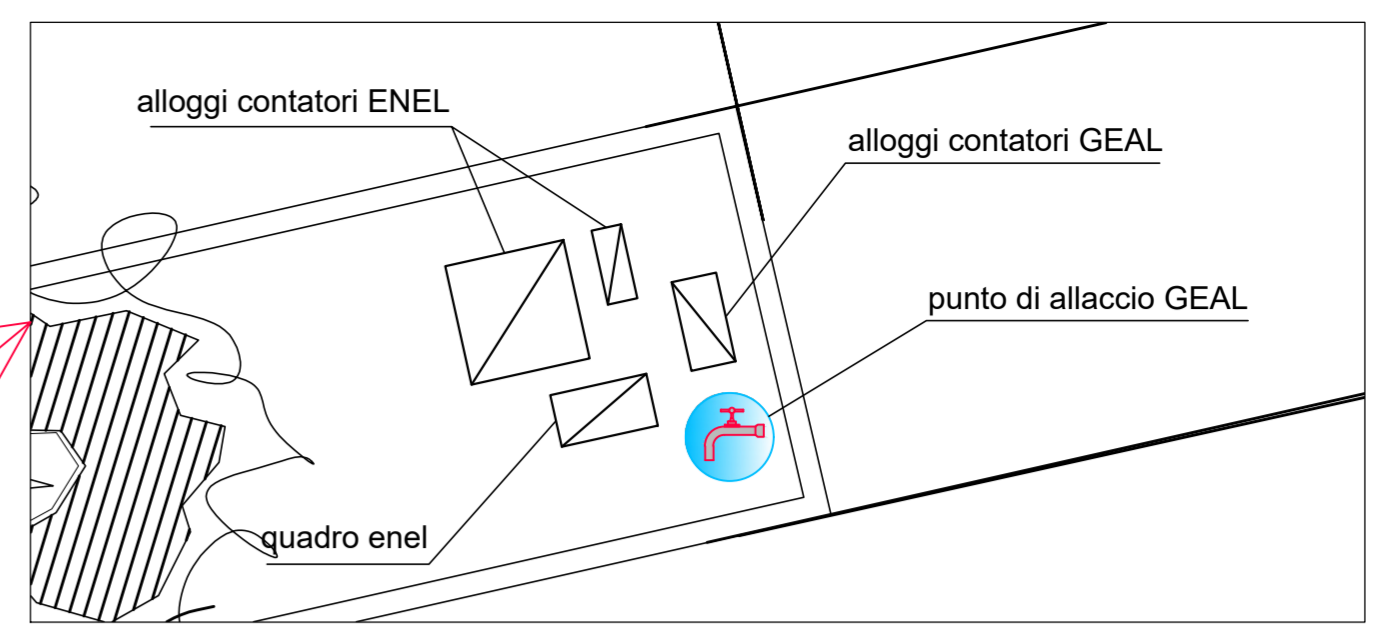 alloggi contatori ENEL
alloggi contatori GEAL
punto di allaccio GEAL
quadro enel